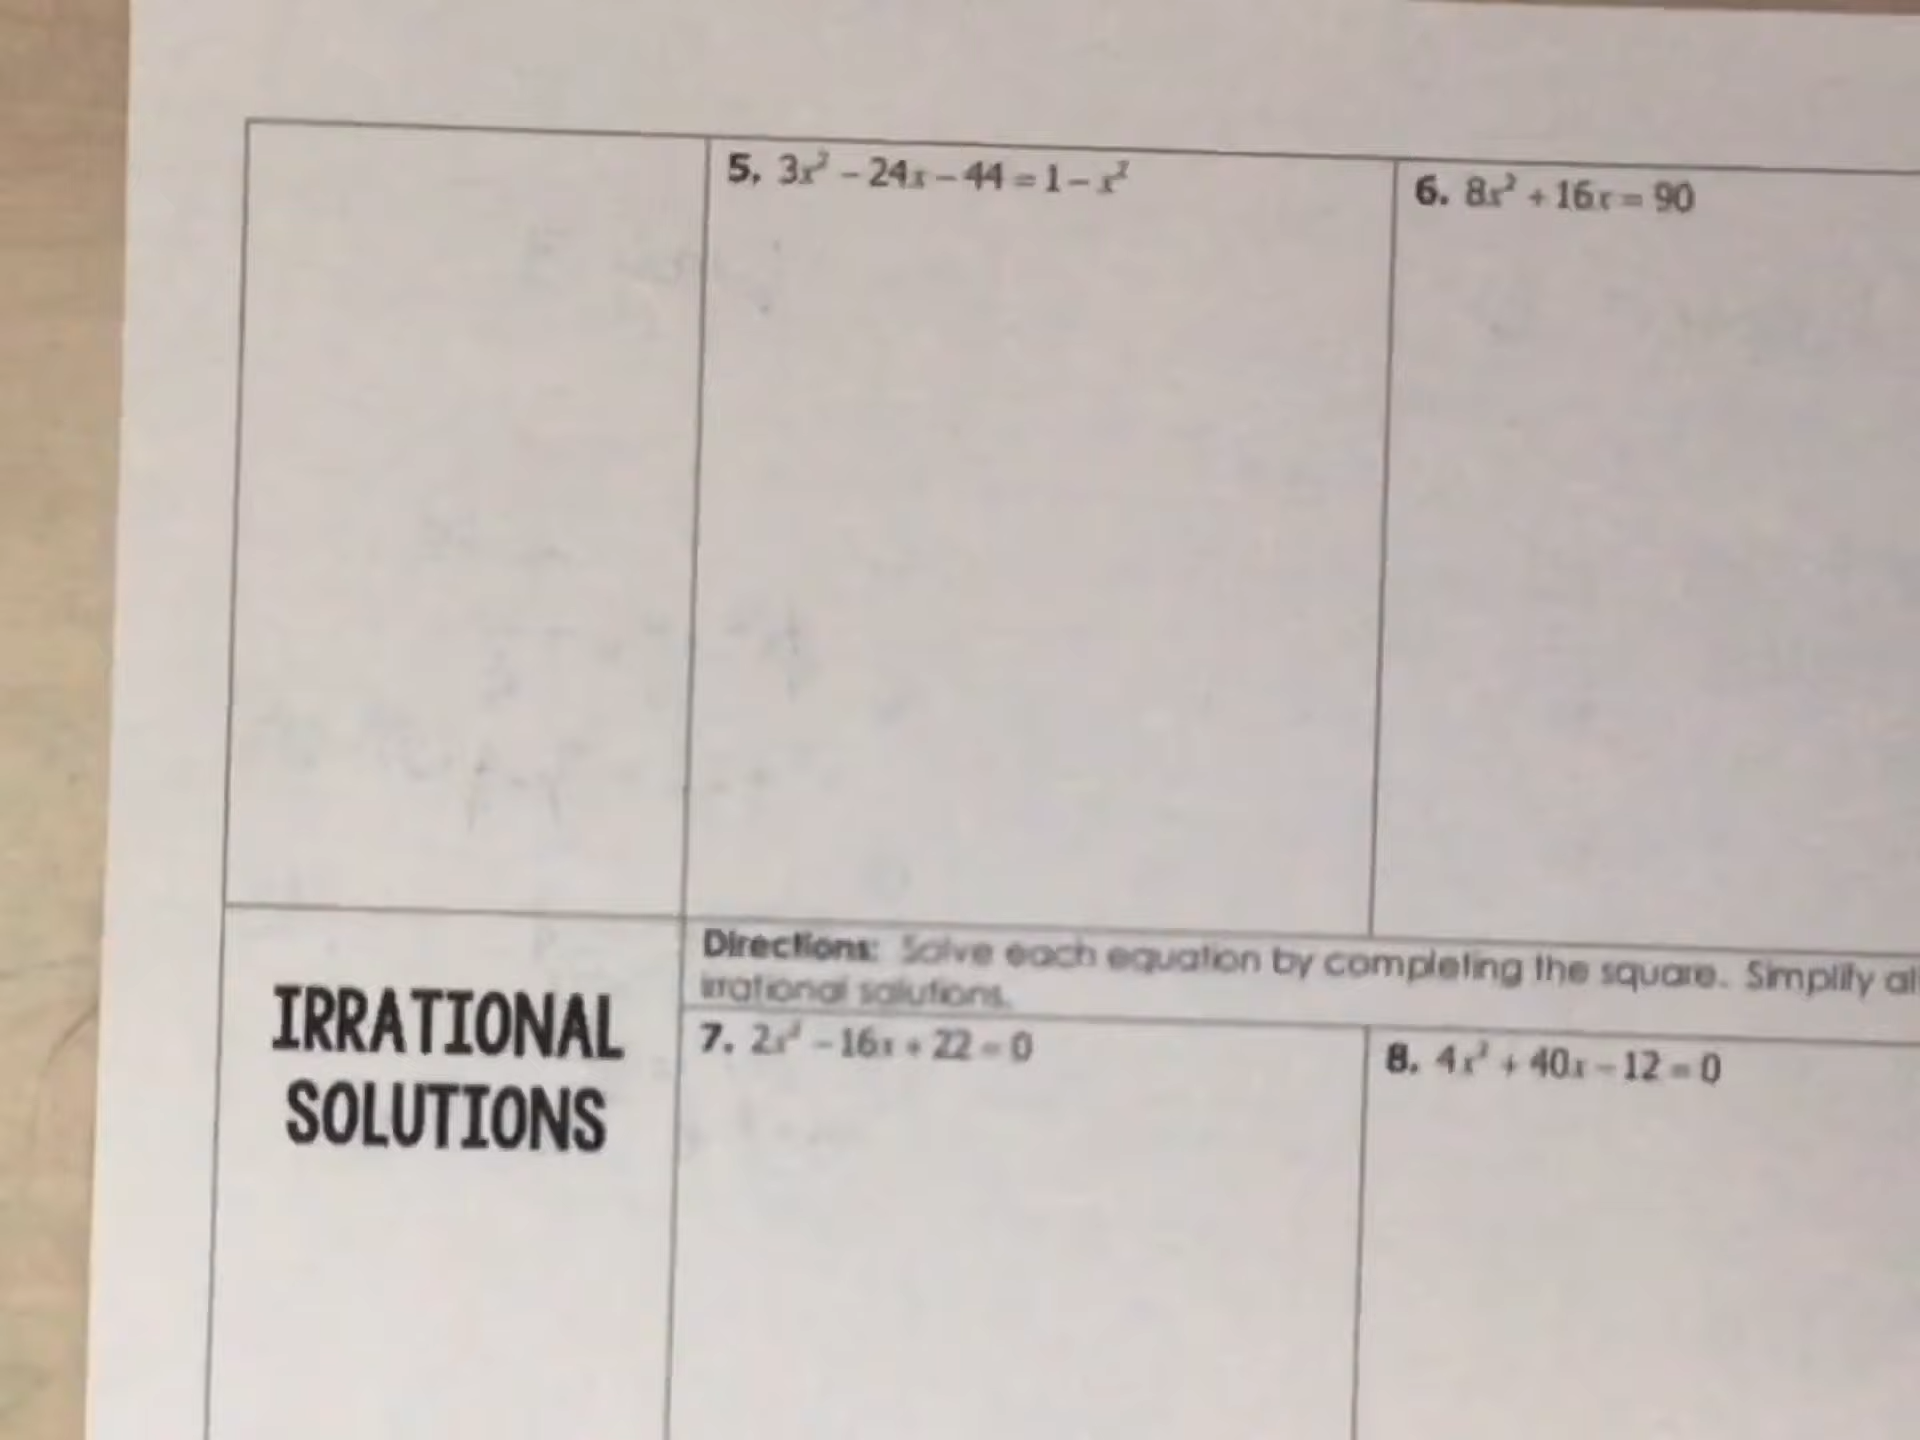 5. 3x² – 24x – 44 = 1 – x²
6. 8x² + 16x = 90
IRRATIONAL
SOLUTIONS
Directions: Solve each equation by completing the square. Simplify all
irrational solutions.
7. 2x² – 16x + 22 = 0
8. 4x² + 40x – 12 = 0